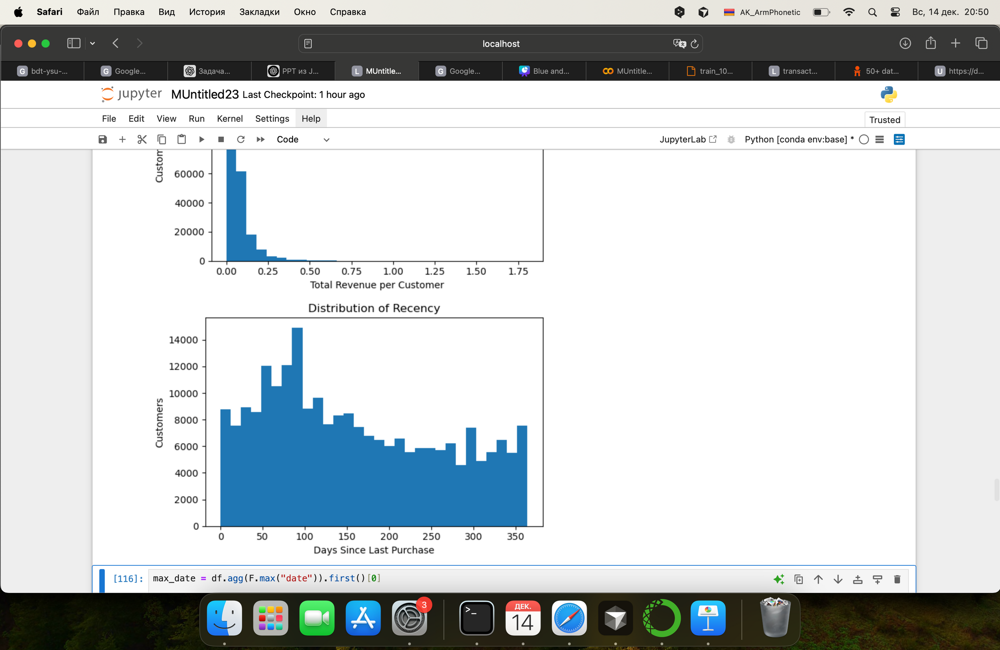 Safari Файл Правка Вид История Закладки Окно Справка AK_ArmPhonetic Вс, 14 дек. 20:50
localhost
G bdt-ysu-... G Google... Задача... PPT из J... L MUntitle... G Google... Blue and... MUntitle... train_10... L transact... 50+ dat... U https://d...
jupyter MUntitled23 Last Checkpoint: 1 hour ago
File Edit View Run Kernel Settings Help Trusted
Code JupyterLab Python [conda env:base] *
Custom
60000
40000
20000
0
0.00 0.25 0.50 0.75 1.00 1.25 1.50 1.75
Total Revenue per Customer
Distribution of Recency
Customers
14000
12000
10000
8000
6000
4000
2000
0
0 50 100 150 200 250 300 350
Days Since Last Purchase
[116]: max_date = df.agg(F.max("date")).first()[0]
3
>_
ДЕК.
14